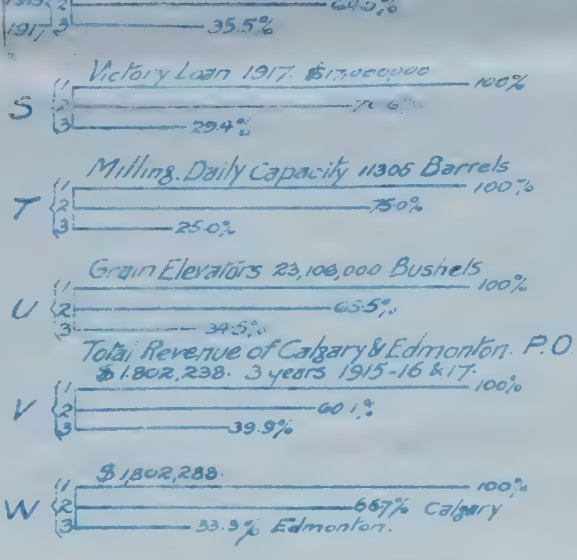 1917 3 35.5%
Victory Loan 1917. $17,000,000
1 100%
S 2
3 29.4%
Milling. Daily Capacity 11305 Barrels
1 100%
T 2 75.0%
3 25.0%
Grain Elevators 23,106,000 Bushels
1 100%
U 2 65.5%
3 34.5%
Total Revenue of Calgary & Edmonton. P.O.
$1.802,238. 3 years 1915-16 & 17.
1 100%
V 2 60.1%
3 39.9%
$1,802,288.
1 100%
W 2 66.7% Calgary
3 33.3% Edmonton.